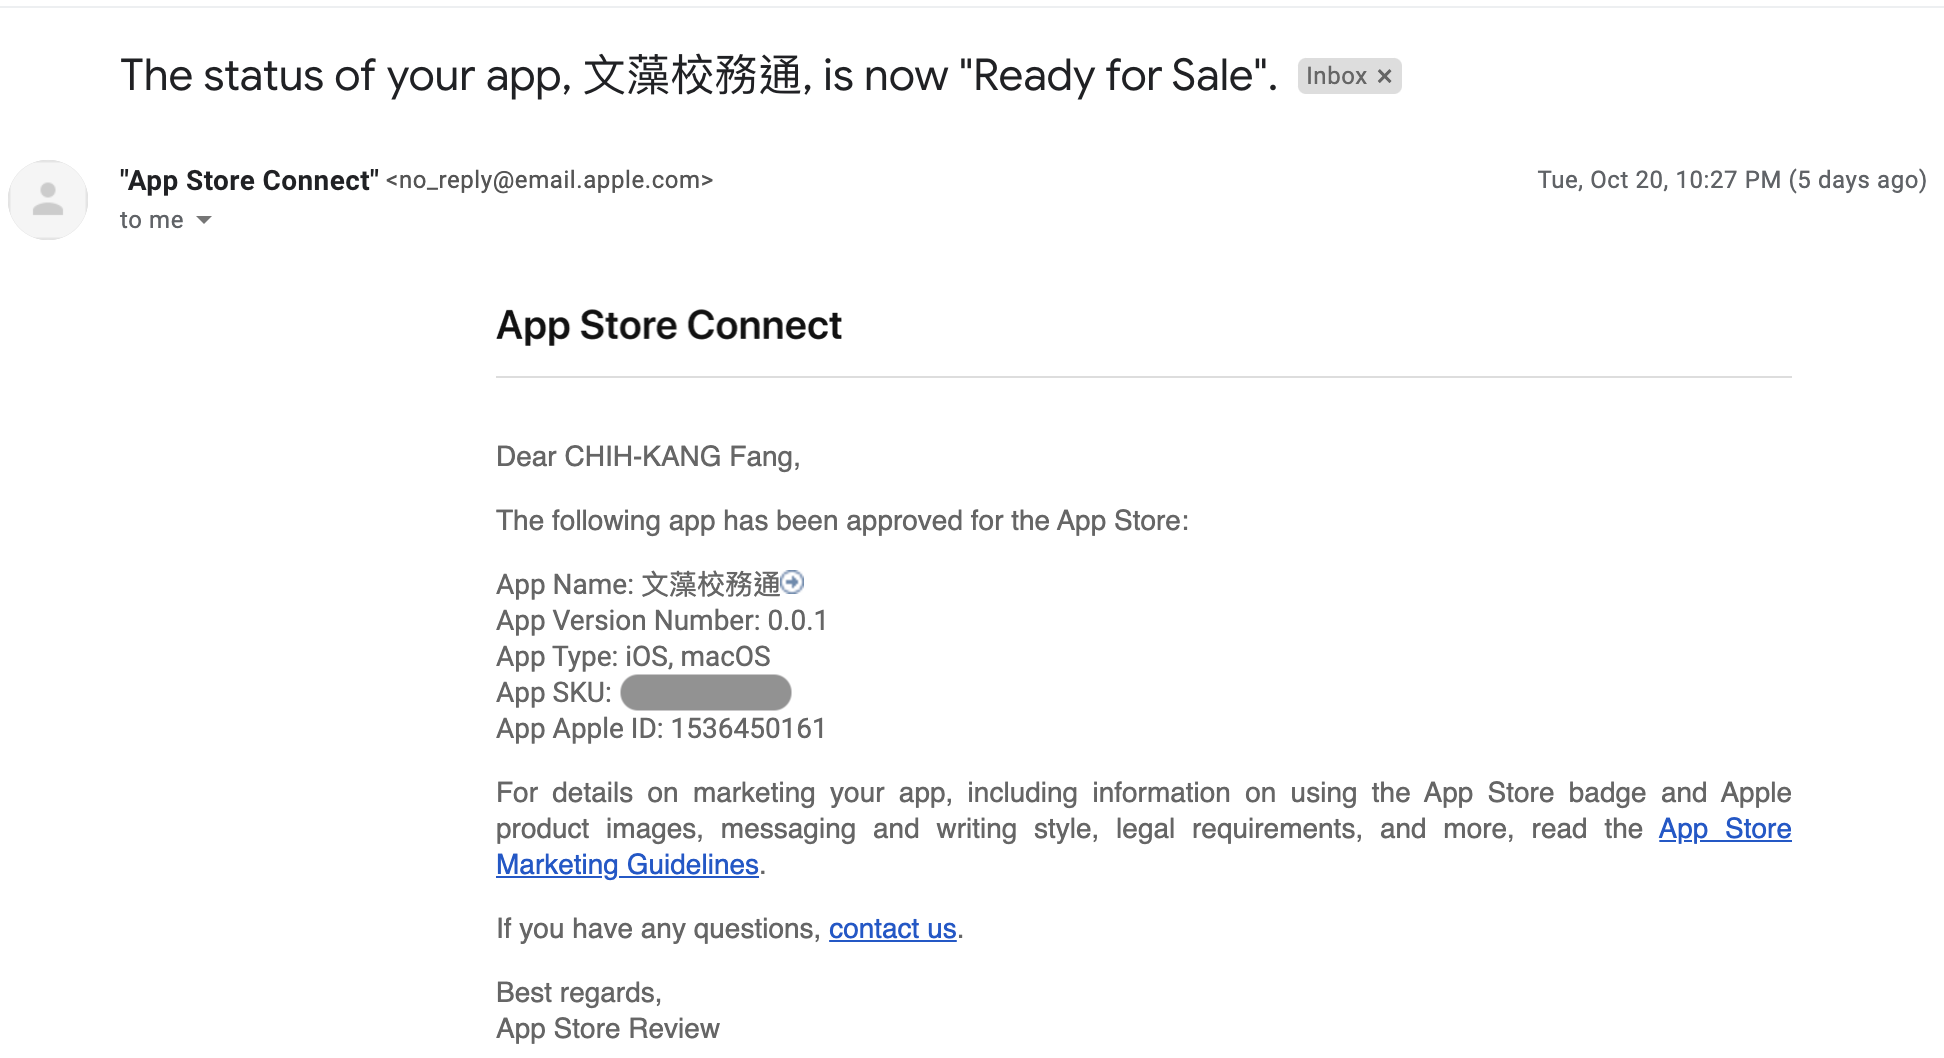 The status of your app, 文藻校務通, is now "Ready for Sale". Inbox ×
"App Store Connect" <no_reply@email.apple.com> Tue, Oct 20, 10:27 PM (5 days ago)
to me
App Store Connect
Dear CHIH-KANG Fang,
The following app has been approved for the App Store:
App Name: 文藻校務通
App Version Number: 0.0.1
App Type: iOS, macOS
App SKU:
App Apple ID: 1536450161
For details on marketing your app, including information on using the App Store badge and Apple
product images, messaging and writing style, legal requirements, and more, read the App Store
Marketing Guidelines.
If you have any questions, contact us.
Best regards,
App Store Review